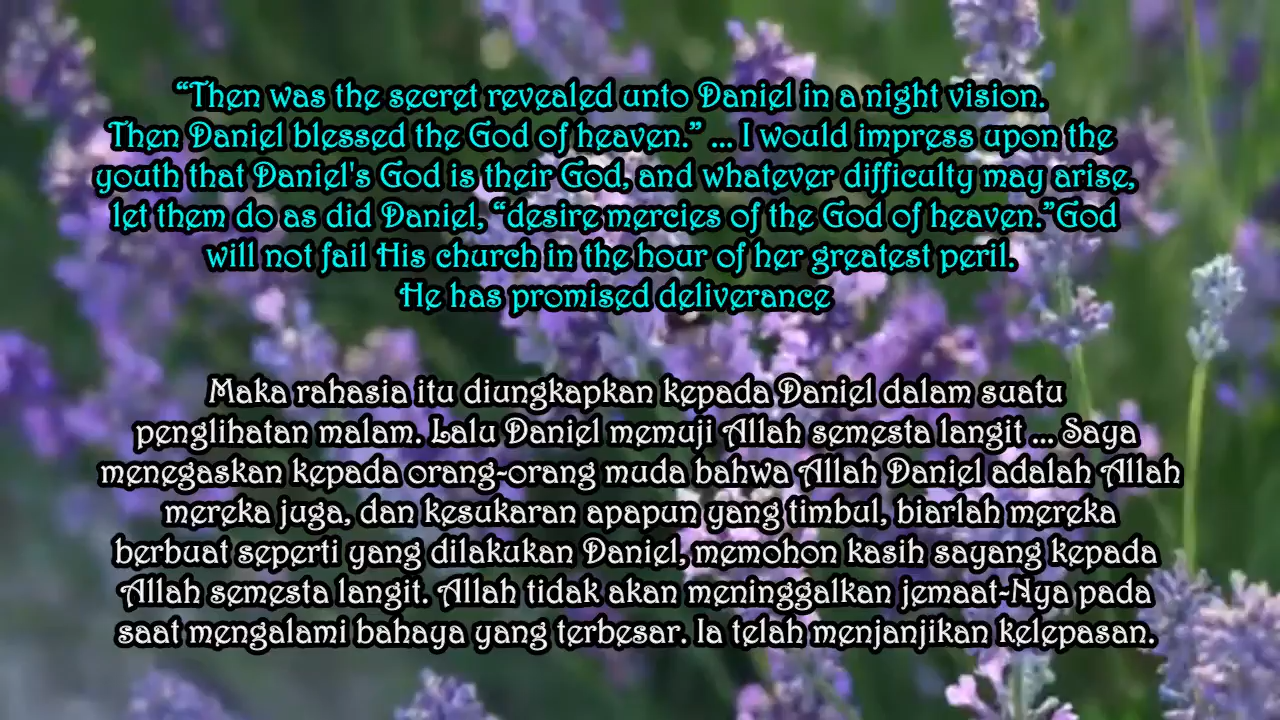 “Then was the secret revealed unto Daniel in a night vision.
Then Daniel blessed the God of heaven.” ... I would impress upon the
youth that Daniel's God is their God, and whatever difficulty may arise,
let them do as did Daniel, “desire mercies of the God of heaven.”God
will not fail His church in the hour of her greatest peril.
He has promised deliverance
Maka rahasia itu diungkapkan kepada Daniel dalam suatu
penglihatan malam. Lalu Daniel memuji Allah semesta langit ... Saya
menegaskan kepada orang-orang muda bahwa Allah Daniel adalah Allah
mereka juga, dan kesukaran apapun yang timbul, biarlah mereka
berbuat seperti yang dilakukan Daniel, memohon kasih sayang kepada
Allah semesta langit. Allah tidak akan meninggalkan jemaat-Nya pada
saat mengalami bahaya yang terbesar. Ia telah menjanjikan kelepasan.